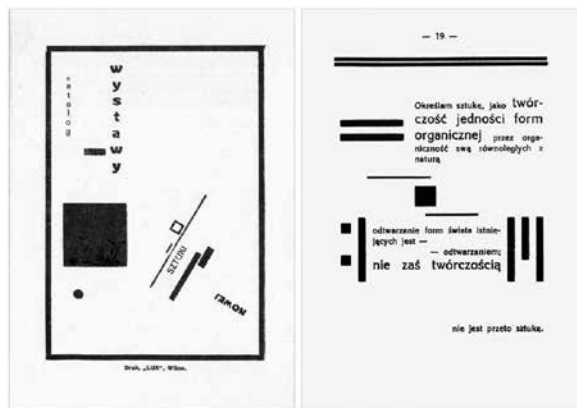 katalog
wystawy
SZTUKI
NOWEJ
Druk. „LUX", Wilno.
— 19 —
Określam sztukę, jako twór-
czość jedności form
organicznej przez orga-
niczność swą równoległych z
naturą
odtwarzanie form świata istnie-
jących jest —
— odtwarzaniem;
nie zaś twórczością
nie jest przeto sztuką.